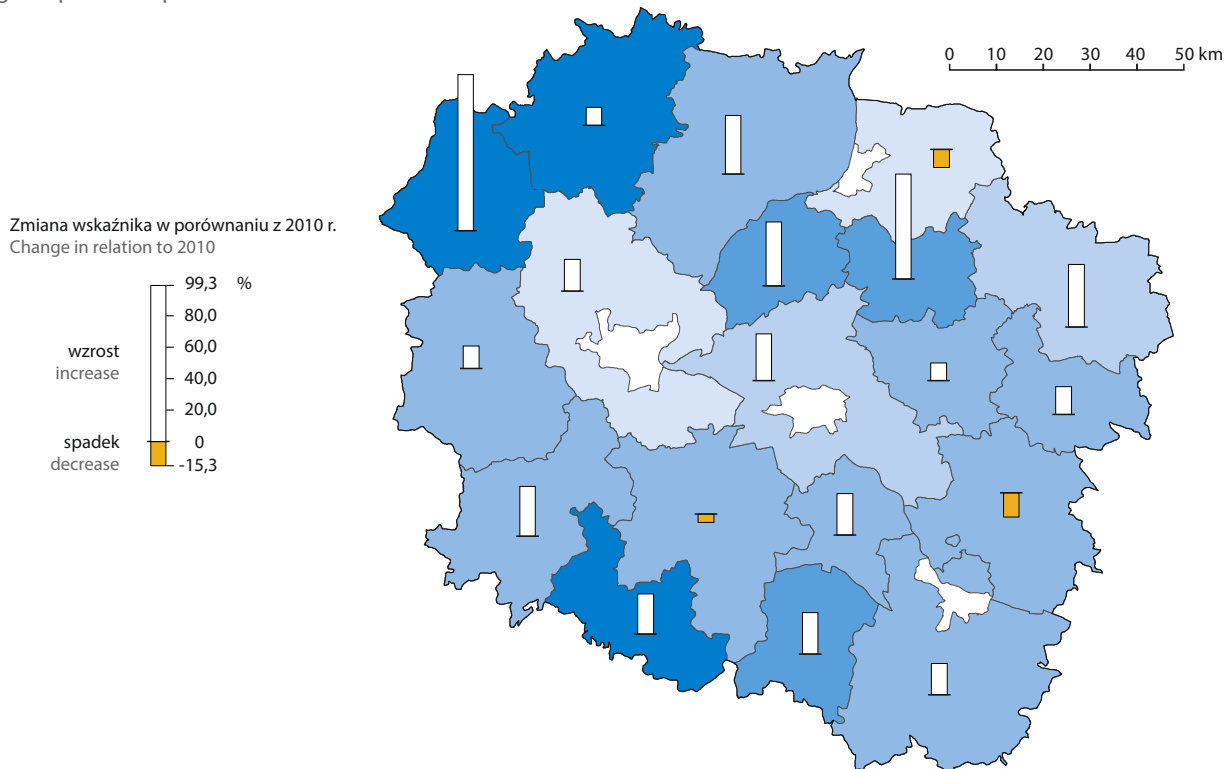 0 10 20 30 40 50 km
Zmiana wskaźnika w porównaniu z 2010 r.
Change in relation to 2010
99,3 %
80,0
60,0
40,0
20,0
0
-15,3
wzrost
increase
spadek
decrease